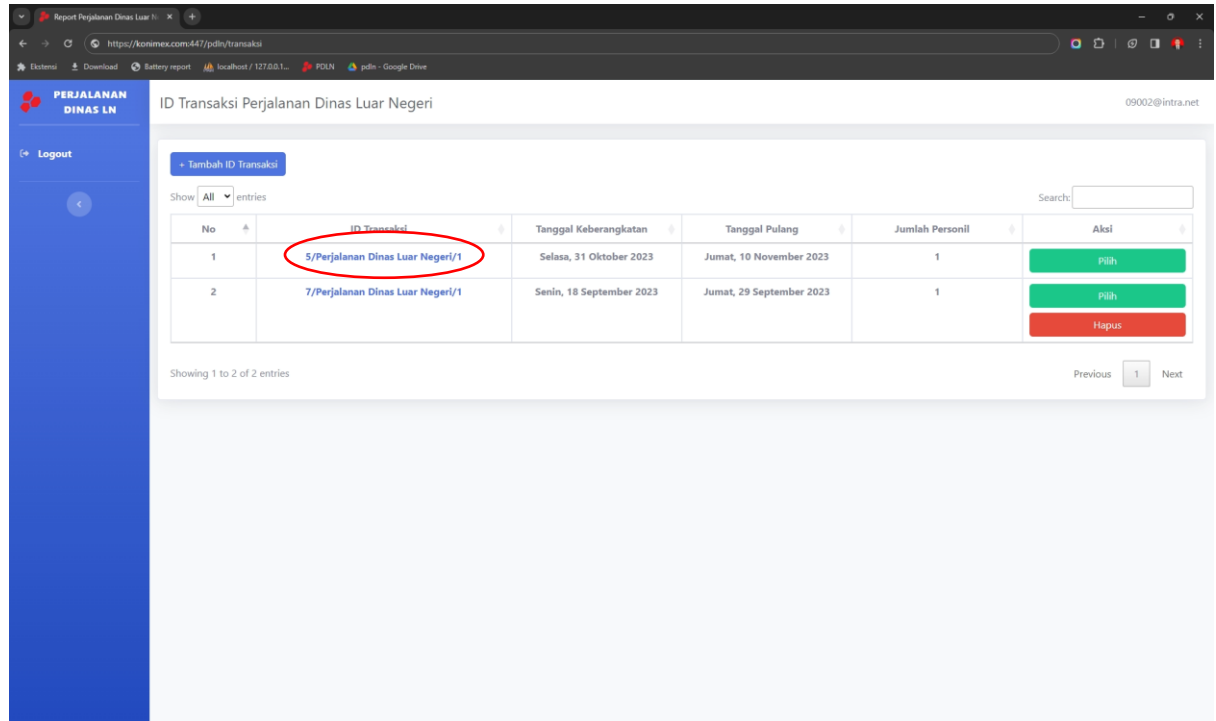 Report Perjalanan Dinas Luar N
https://konimex.com:447/pdln/transaksi
Ekstensi Download Battery report localhost / 127.0.0.1... PDLN pdln - Google Drive
PERJALANAN DINAS LN
ID Transaksi Perjalanan Dinas Luar Negeri
09002@intra.net
Logout
+ Tambah ID Transaksi
Show All entries
Search:
No ID Transaksi Tanggal Keberangkatan Tanggal Pulang Jumlah Personil Aksi
1 5/Perjalanan Dinas Luar Negeri/1 Selasa, 31 Oktober 2023 Jumat, 10 November 2023 1 Pilih
2 7/Perjalanan Dinas Luar Negeri/1 Senin, 18 September 2023 Jumat, 29 September 2023 1 Pilih
Hapus
Showing 1 to 2 of 2 entries
Previous 1 Next